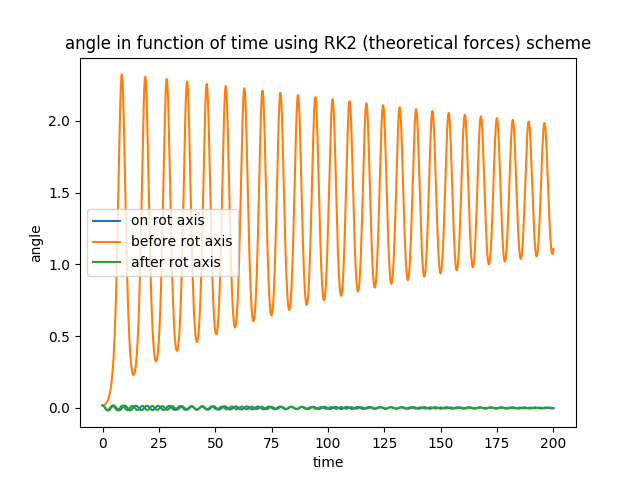 angle in function of time using RK2 (theoretical forces) scheme
angle
2.0
1.5
1.0
0.5
0.0
on rot axis
before rot axis
after rot axis
0
25
50
75
100
125
150
175
200
time